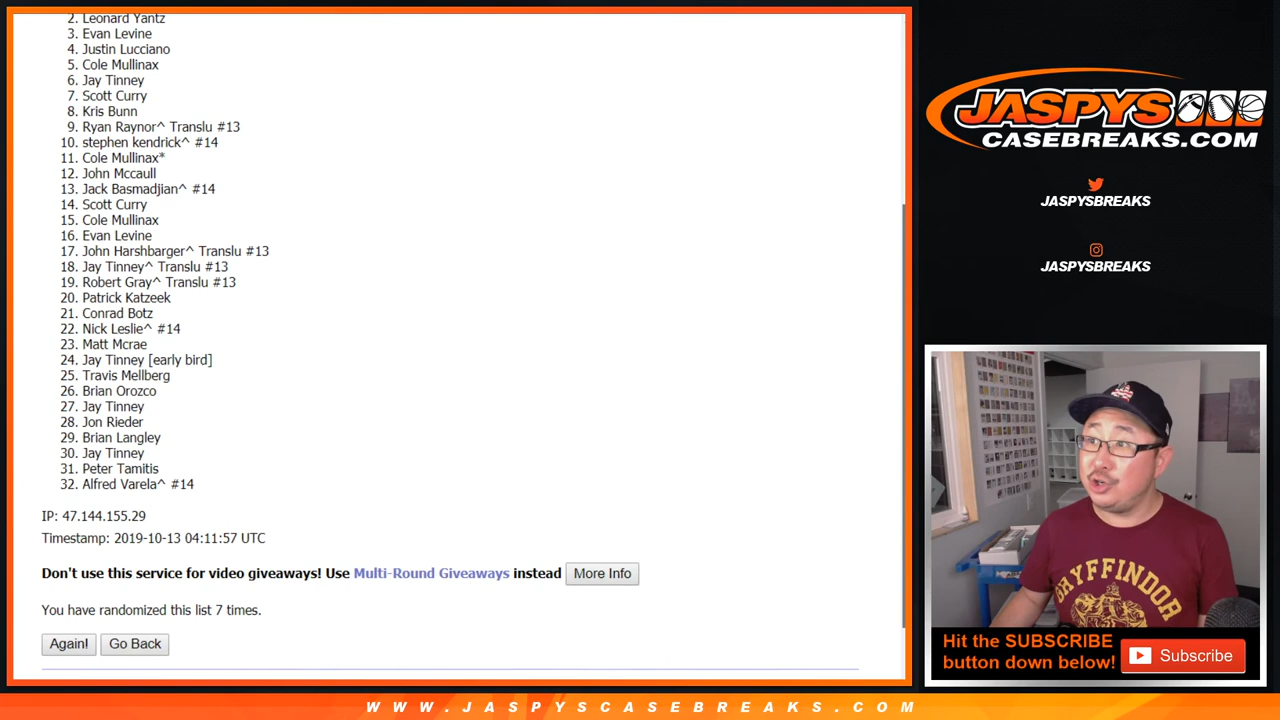 2. Leonard Yantz
3. Evan Levine
4. Justin Lucciano
5. Cole Mullinax
6. Jay Tinney
7. Scott Curry
8. Kris Bunn
9. Ryan Raynor^ Translu #13
10. stephen kendrick^ #14
11. Cole Mullinax*
12. John Mccaull
13. Jack Basmadjian^ #14
14. Scott Curry
15. Cole Mullinax
16. Evan Levine
17. John Harshbarger^ Translu #13
18. Jay Tinney^ Translu #13
19. Robert Gray^ Translu #13
20. Patrick Katzeek
21. Conrad Botz
22. Nick Leslie^ #14
23. Matt Mcrae
24. Jay Tinney [early bird]
25. Travis Mellberg
26. Brian Orozco
27. Jay Tinney
28. Jon Rieder
29. Brian Langley
30. Jay Tinney
31. Peter Tamitis
32. Alfred Varela^ #14
IP: 47.144.155.29
Timestamp: 2019-10-13 04:11:57 UTC
Don't use this service for video giveaways! Use Multi-Round Giveaways instead More Info
You have randomized this list 7 times.
Again! Go Back
JASPYS
CASEBREAKS.COM
JASPYSBREAKS
JASPYSBREAKS
GRYFFINDOR
Hit the SUBSCRIBE
button down below! Subscribe
WWW.JASPYSCASEBREAKS.COM